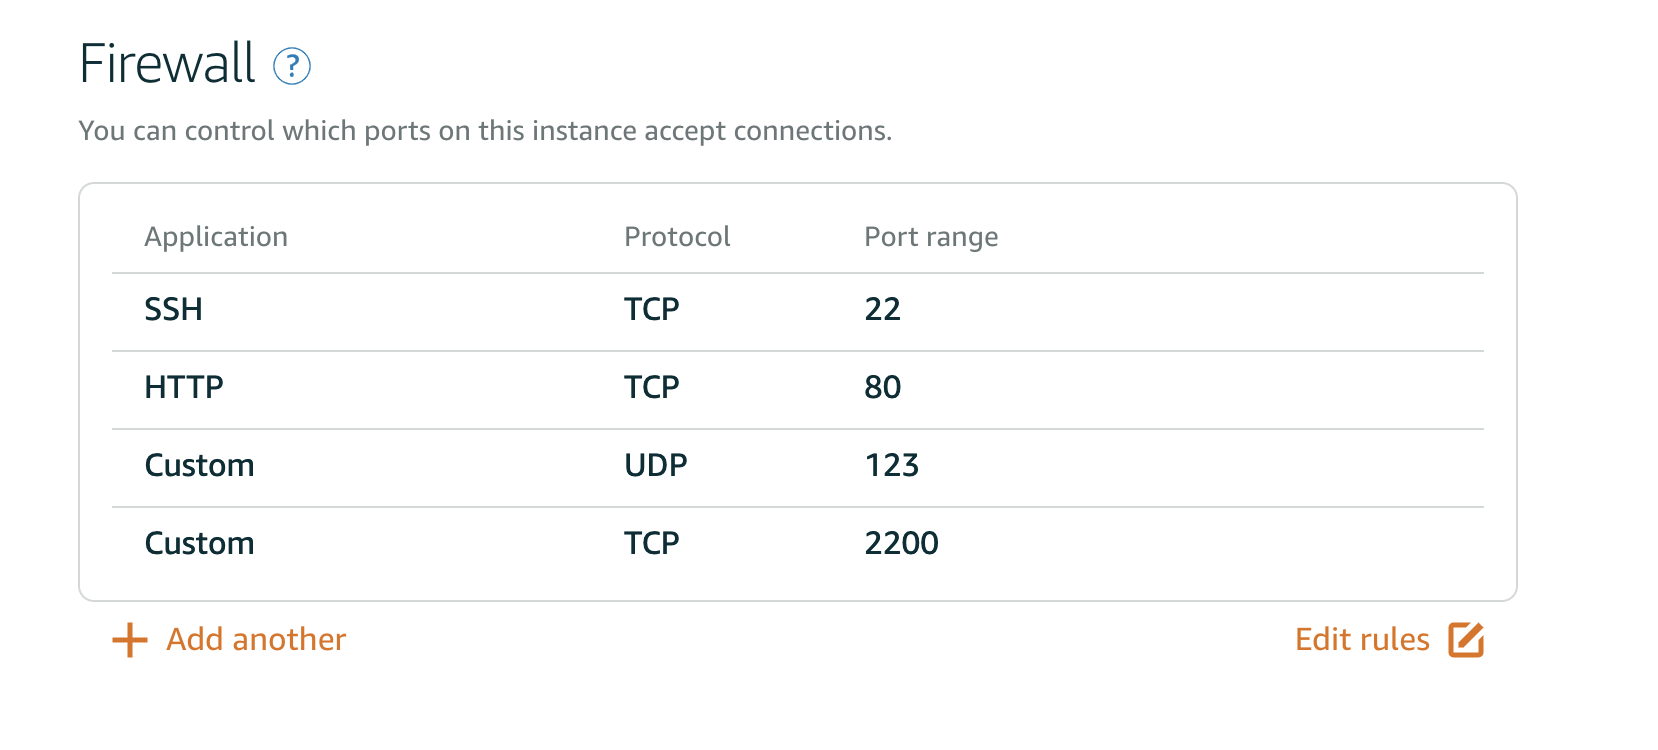 Firewall ?
You can control which ports on this instance accept connections.
Application Protocol Port range
SSH TCP 22
HTTP TCP 80
Custom UDP 123
Custom TCP 2200
Add another Edit rules